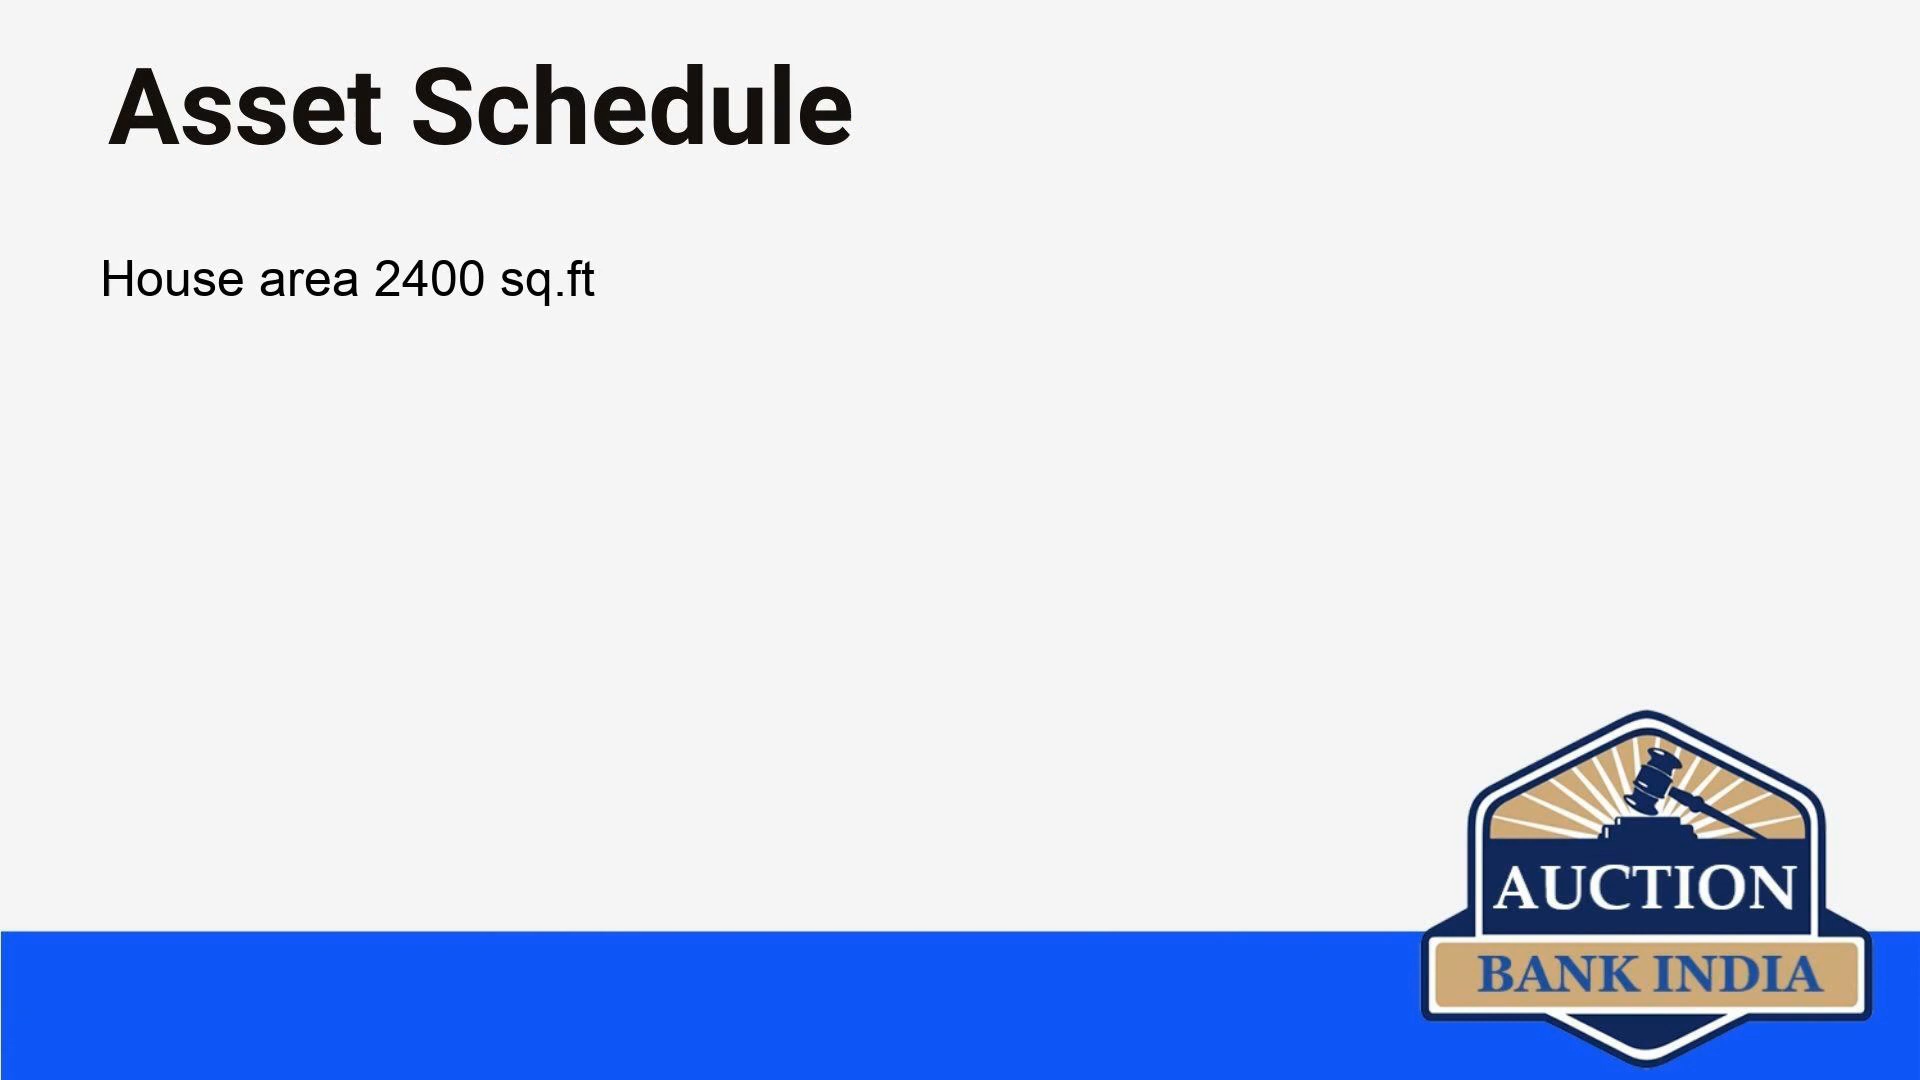 Asset Schedule
House area 2400 sq.ft
AUCTION
BANK INDIA